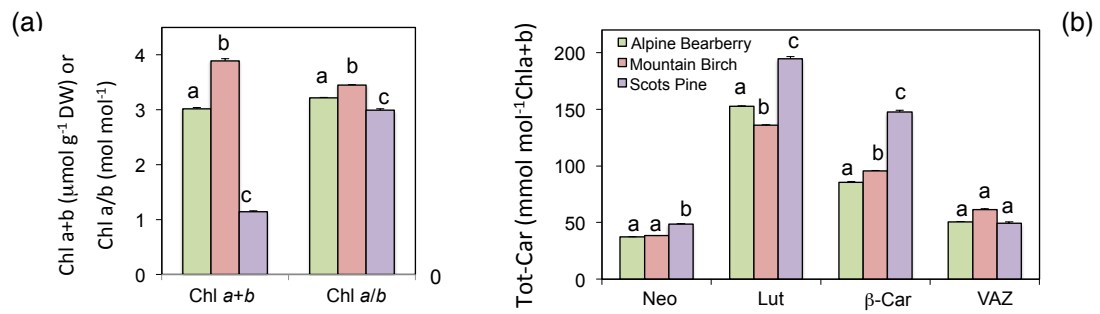 (a)
Chl a+b (µmol g-1 DW) or
Chl a/b (mol mol-1)
4
3
2
1
0
a
b
c
a
b
c
Chl a+b
Chl a/b
0
(b)
Tot-Car (mmol mol-1Chla+b)
200
150
100
50
0
Alpine Bearberry
Mountain Birch
Scots Pine
a
a
b
a
b
c
a
b
c
a
a
a
Neo
Lut
β-Car
VAZ